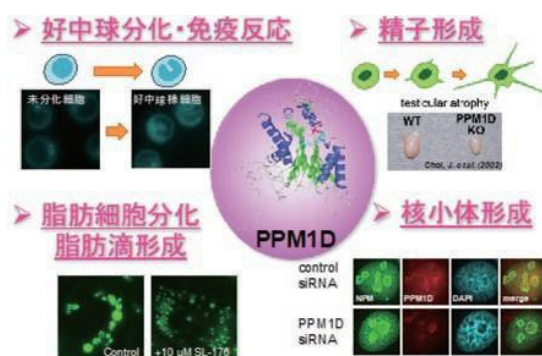 ➢ 好中球分化・免疫反応
未分化細胞
好中球様細胞
➢ 精子形成
testicular atrophy
WT
PPM1D
KO
Choi, J. et al. (2002)
PPM1D
➢ 脂肪細胞分化
脂肪滴形成
Control
+10 uM SL-176
➢ 核小体形成
control
siRNA
NPM
PPM1D
DAPI
merge
PPM1D
siRNA